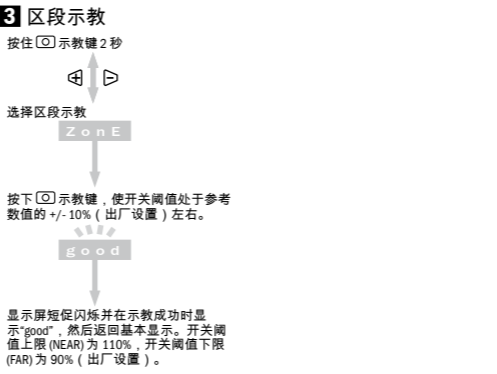 3 区段示教
按住 示教键 2 秒
选择区段示教
ZonE
按下 示教键，使开关阈值处于参考
数值的 +/- 10%（出厂设置）左右。
good
显示屏短促闪烁并在示教成功时显
示“good”，然后返回基本显示。开关阈
值上限 (NEAR) 为 110%，开关阈值下限
(FAR) 为 90%（出厂设置）。